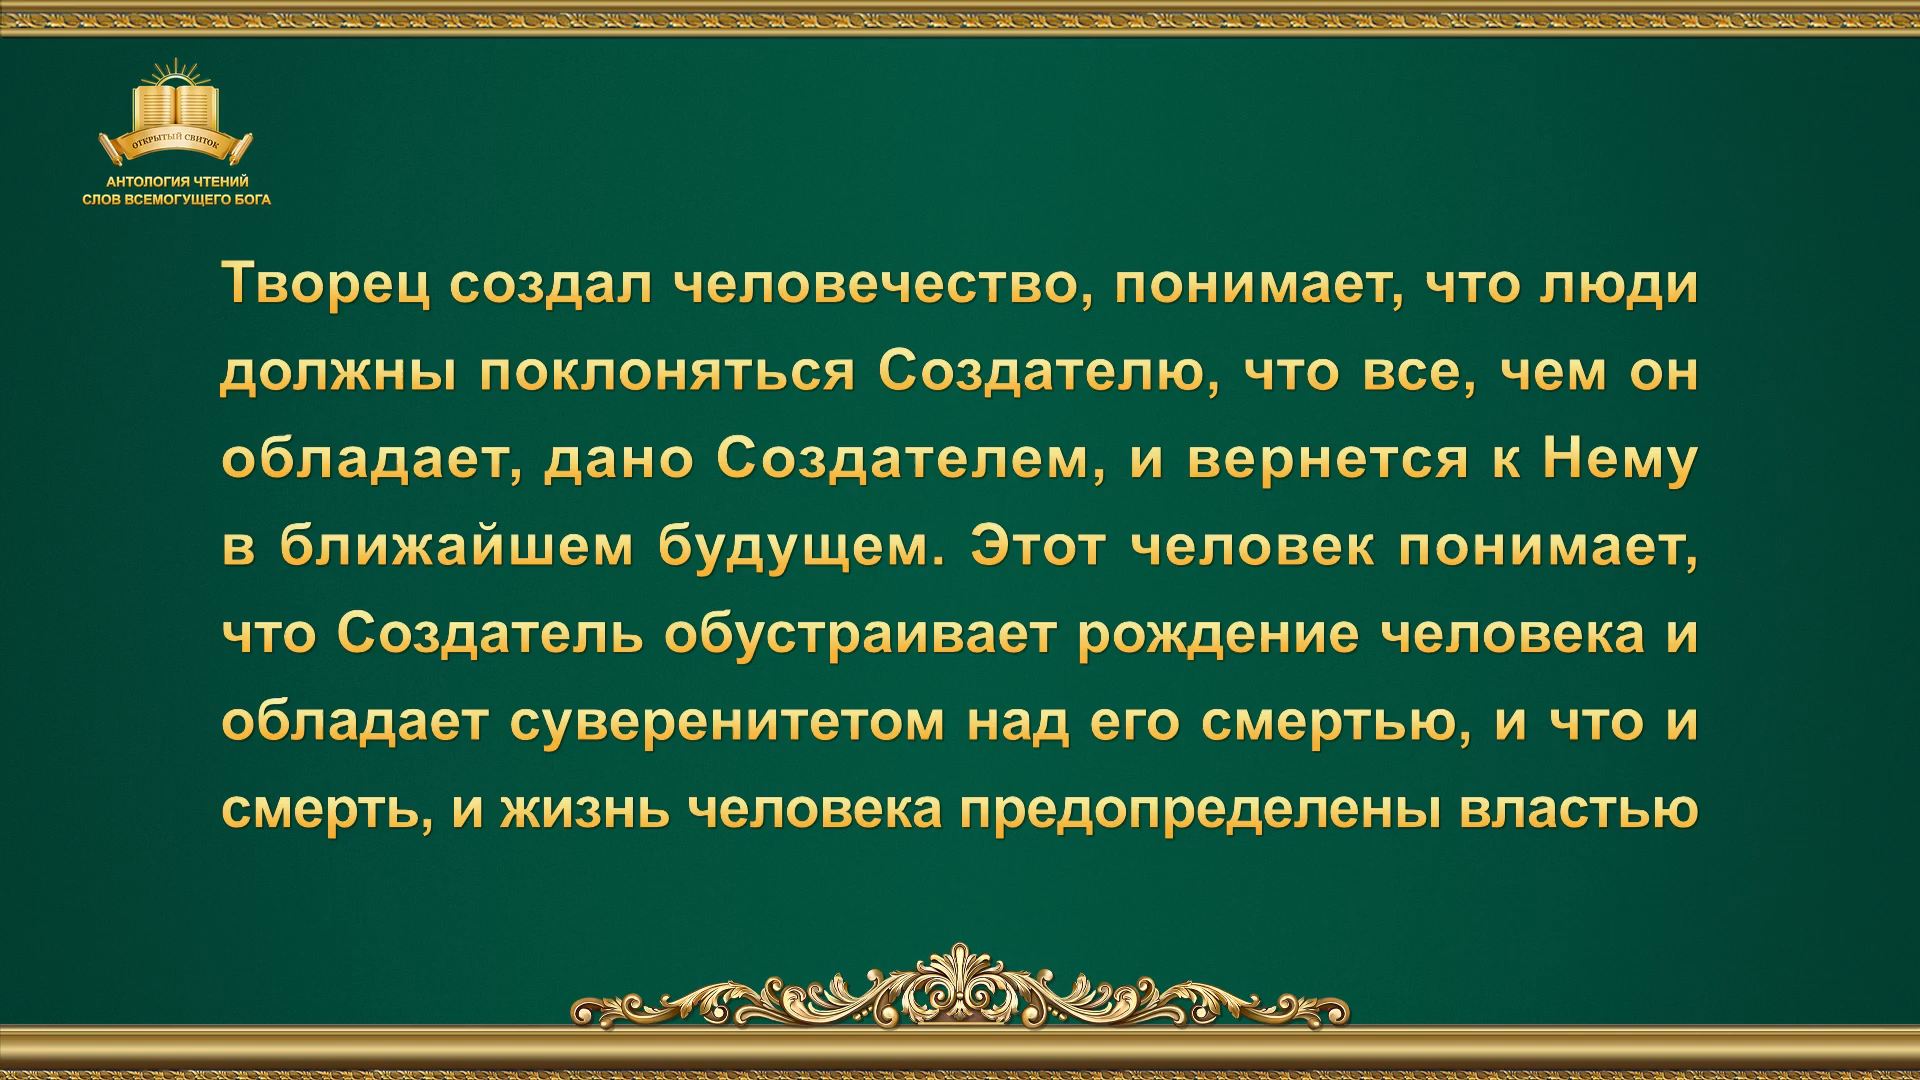 ОТКРЫТЫЙ СВИТОК
АНТОЛОГИЯ ЧТЕНИЙ
СЛОВ ВСЕМОГУЩЕГО БОГА
Творец создал человечество, понимает, что люди
должны поклоняться Создателю, что все, чем он
обладает, дано Создателем, и вернется к Нему
в ближайшем будущем. Этот человек понимает,
что Создатель обустраивает рождение человека и
обладает суверенитетом над его смертью, и что и
смерть, и жизнь человека предопределены властью